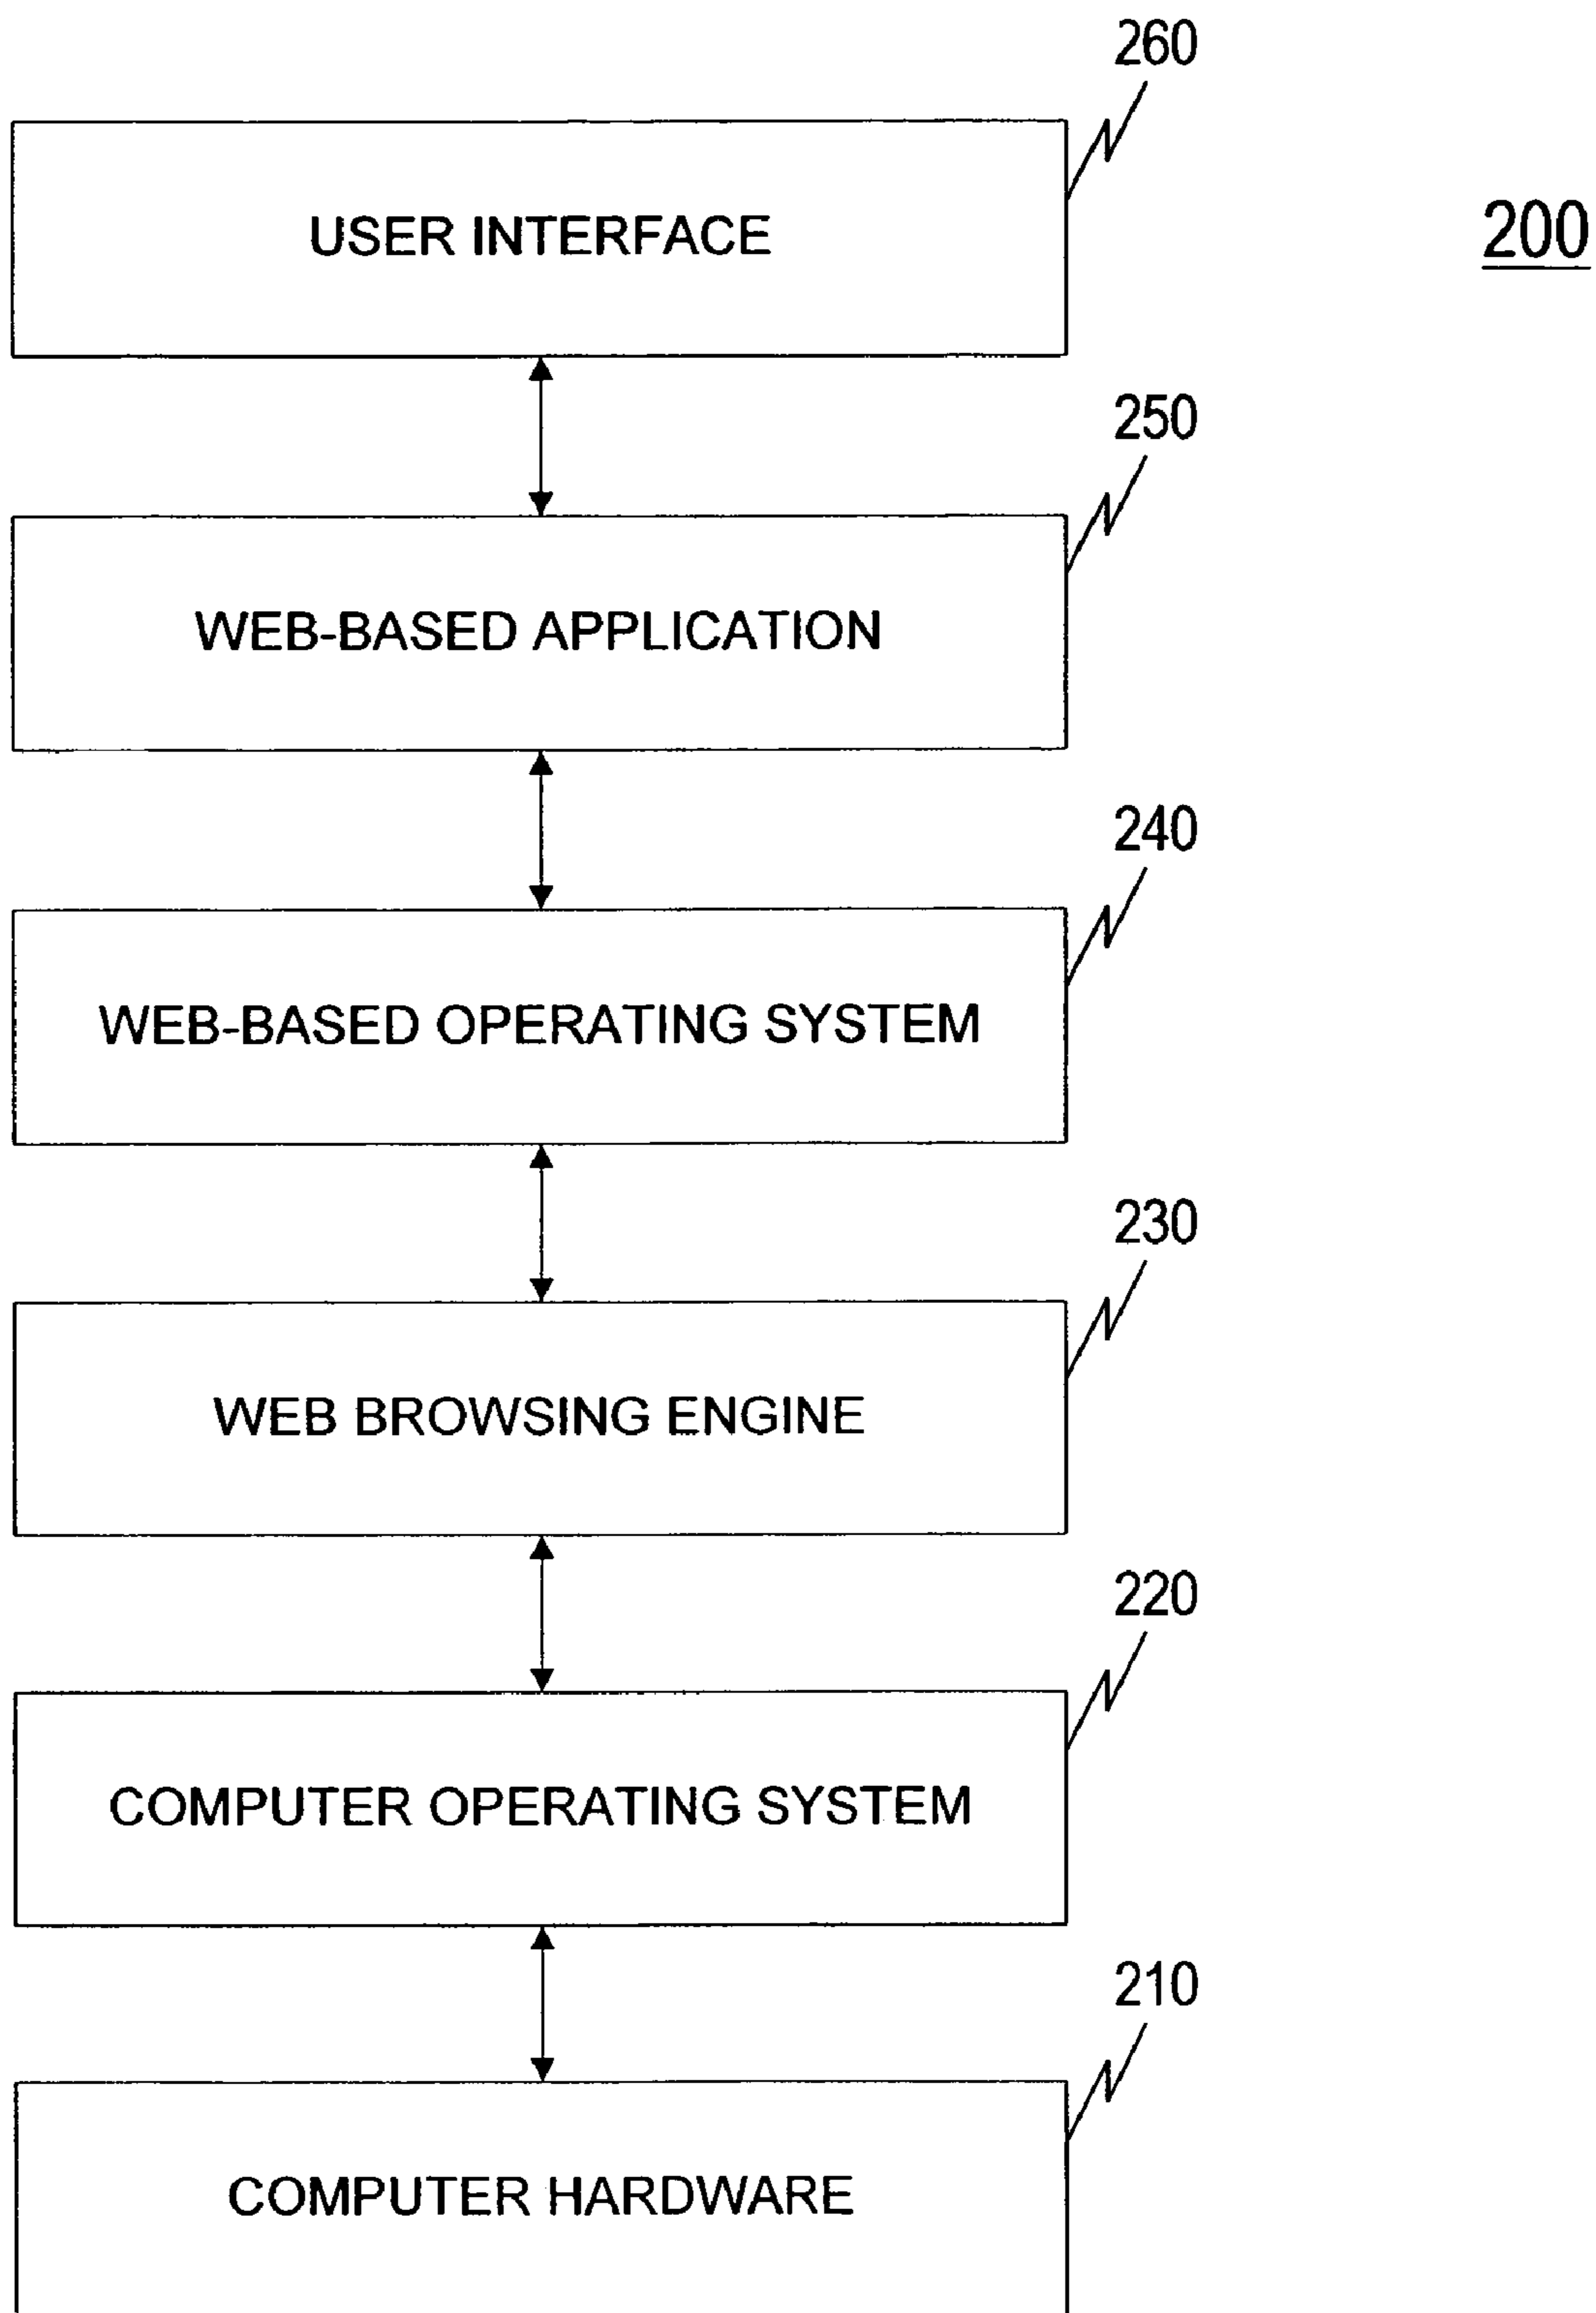 260
USER INTERFACE
200
250
WEB-BASED APPLICATION
240
WEB-BASED OPERATING SYSTEM
230
WEB BROWSING ENGINE
220
COMPUTER OPERATING SYSTEM
210
COMPUTER HARDWARE